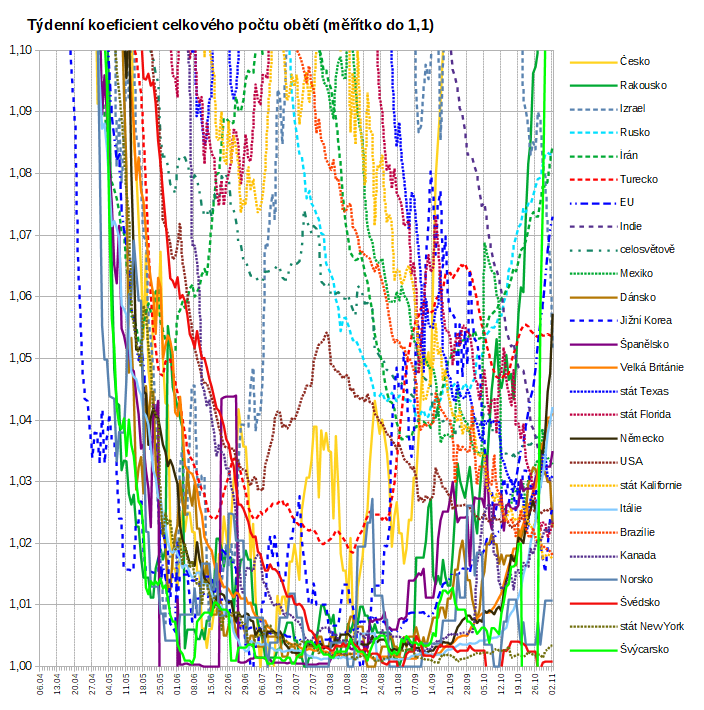 Týdenní koeficient celkového počtu obětí (měřítko do 1,1)
1,10
1,09
1,08
1,07
1,06
1,05
1,04
1,03
1,02
1,01
1,00
06.04
13.04
20.04
27.04
04.05
11.05
18.05
25.05
01.06
08.06
15.06
22.06
29.06
06.07
13.07
20.07
27.07
03.08
10.08
17.08
24.08
31.08
07.09
14.09
21.09
28.09
05.10
12.10
19.10
26.10
02.11
Česko
Rakousko
Izrael
Rusko
Írán
Turecko
EU
Indie
celosvětově
Mexiko
Dánsko
Jižní Korea
Španělsko
Velká Británie
stát Texas
stát Florida
Německo
USA
stát Kalifornie
Itálie
Brazílie
Kanada
Norsko
Švédsko
stát NewYork
Švýcarsko